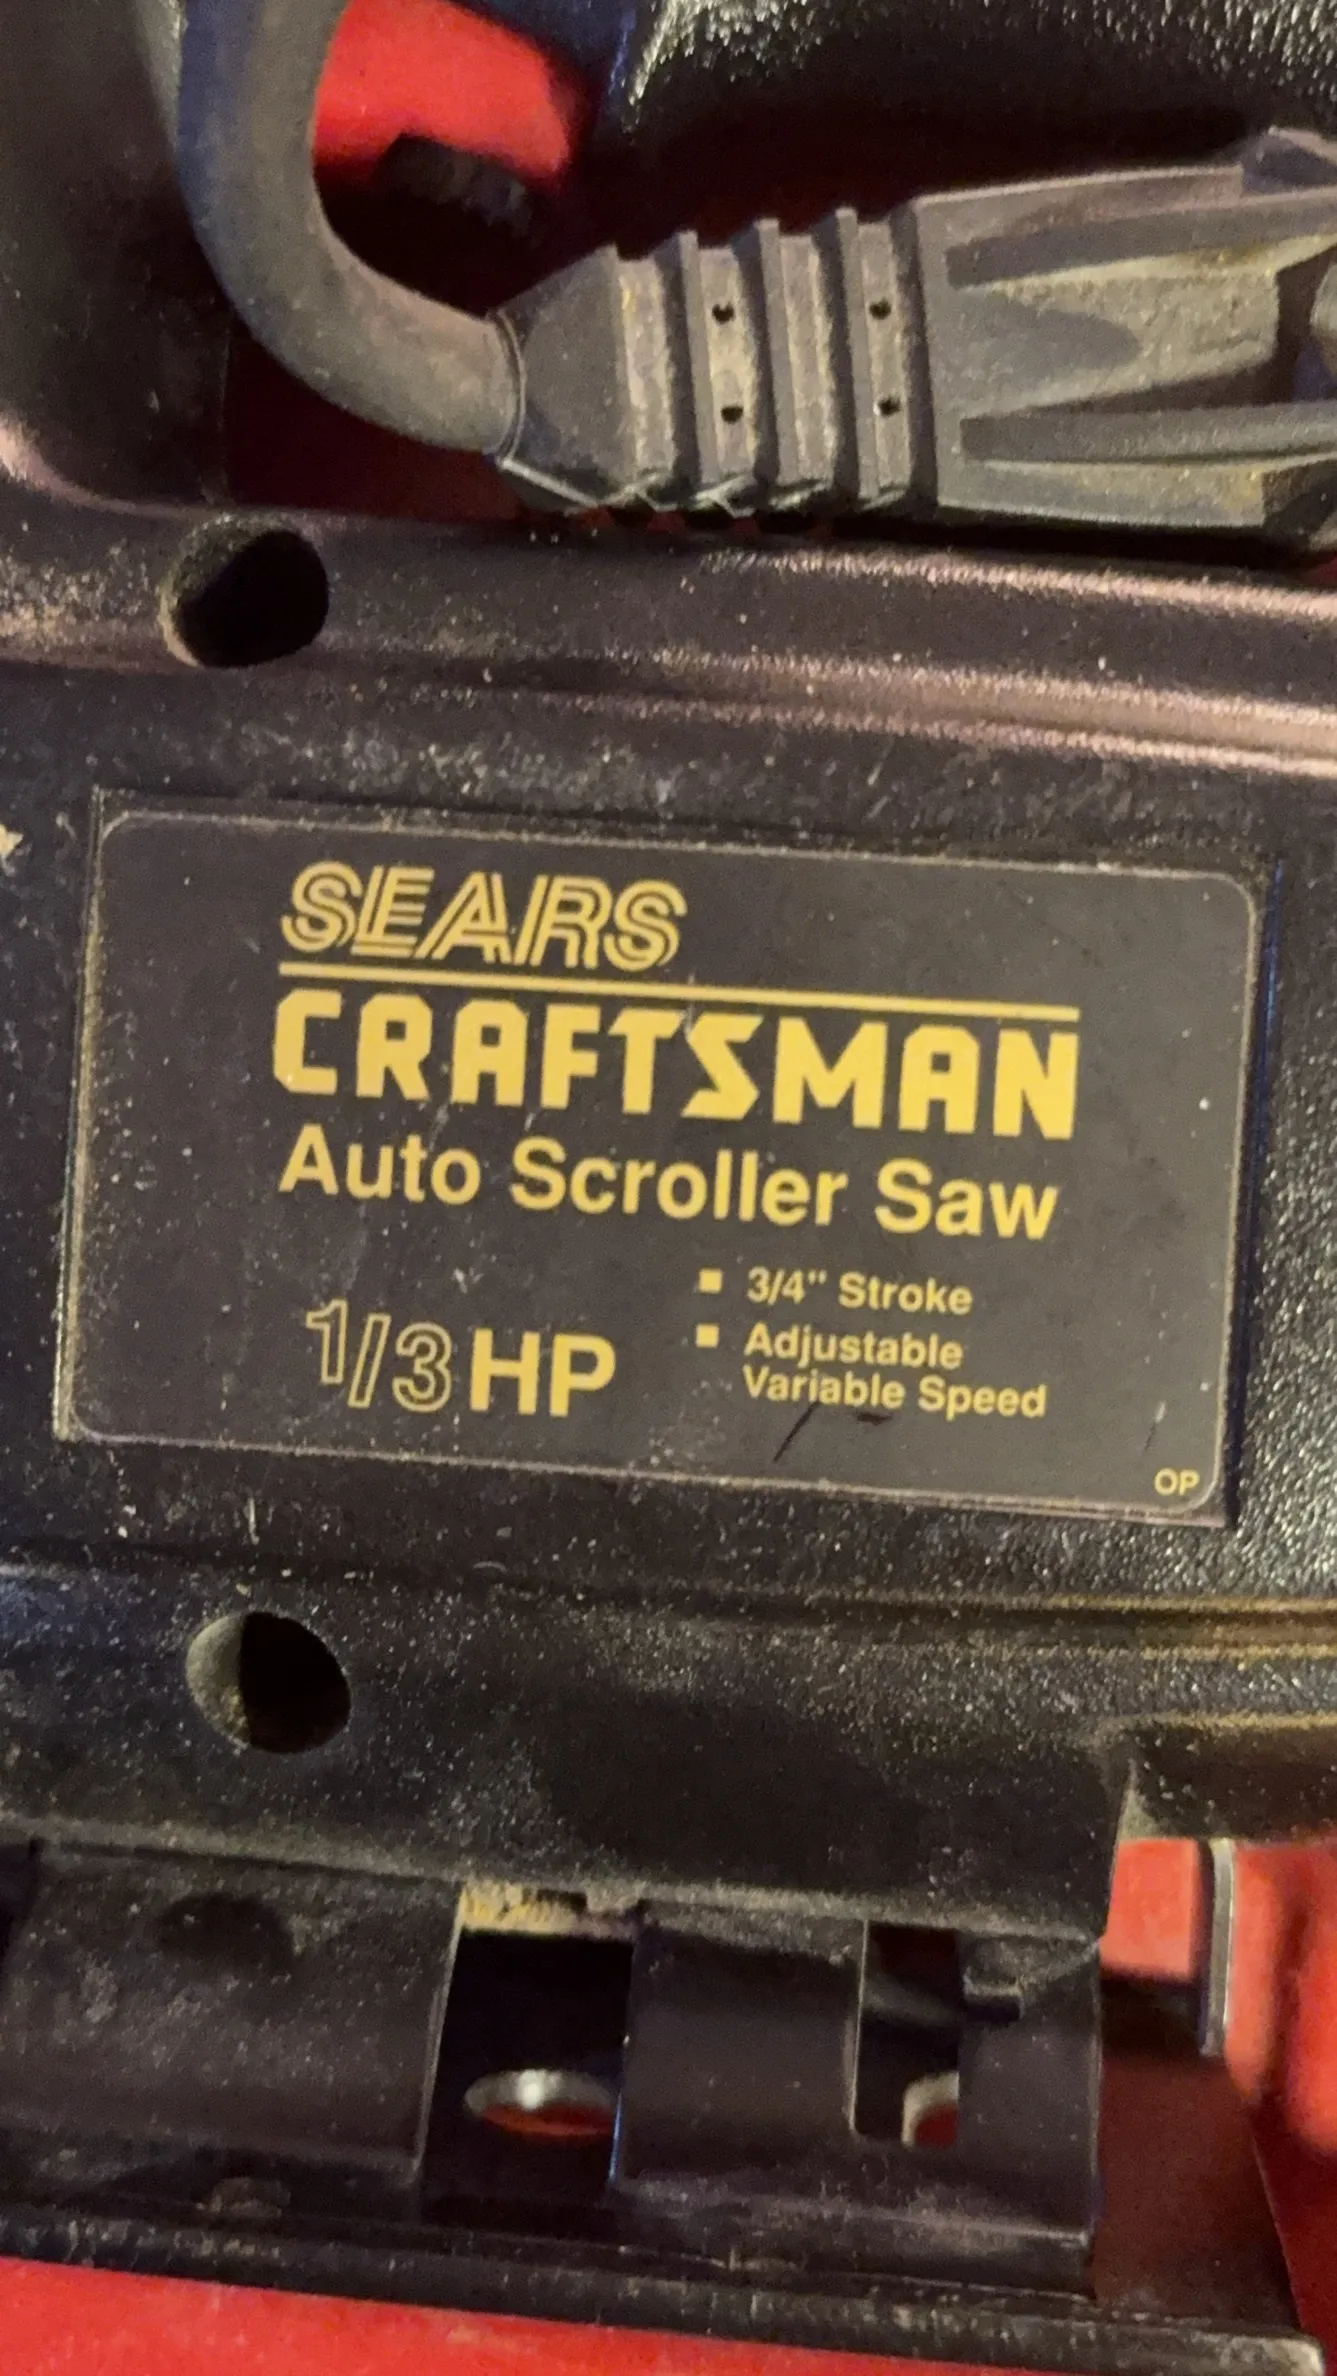 SEARS
CRAFTSMAN
Auto Scroller Saw
1/3 HP
▪ 3/4" Stroke
▪ Adjustable
Variable Speed
OP